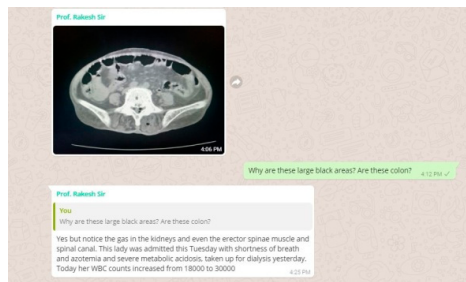 Prof. Rakesh Sir
4:06 PM
Why are these large black areas? Are these colon? 4:12 PM
Prof. Rakesh Sir
You
Why are these large black areas? Are these colon?
Yes but notice the gas in the kidneys and even the erector spinae muscle and
spinal canal. This lady was admitted this Tuesday with shortness of breath
and azotemia and severe metabolic acidosis, taken up for dialysis yesterday.
Today her WBC counts increased from 18000 to 30000 4:25 PM